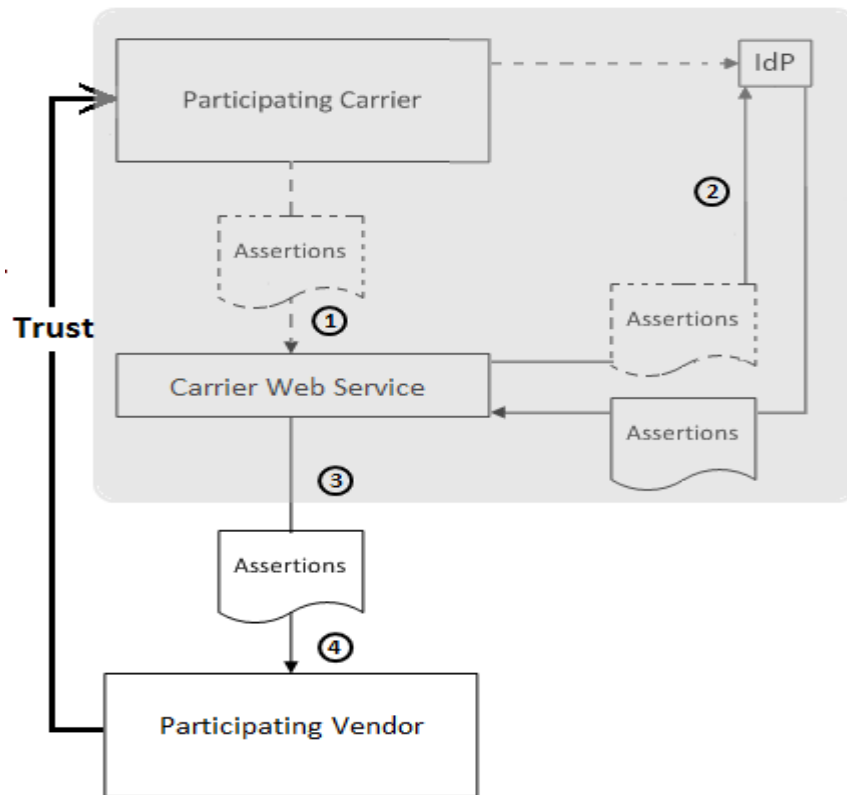 Participating Carrier
IdP
2
Assertions
1
Assertions
Trust
Carrier Web Service
Assertions
3
Assertions
4
Participating Vendor